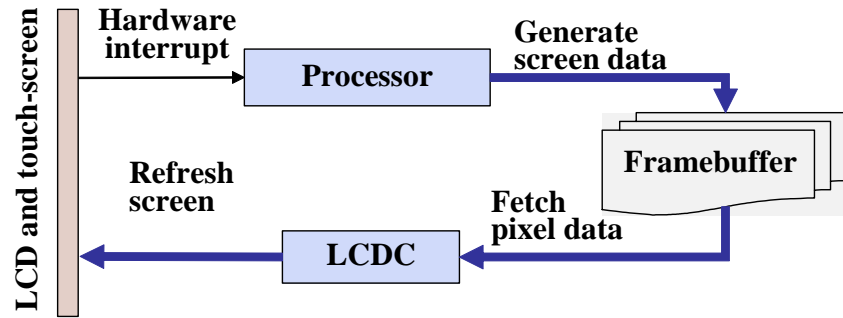 LCD and touch-screen
Hardware
interrupt
Processor
Generate
screen data
Framebuffer
Refresh
screen
Fetch
pixel data
LCDC